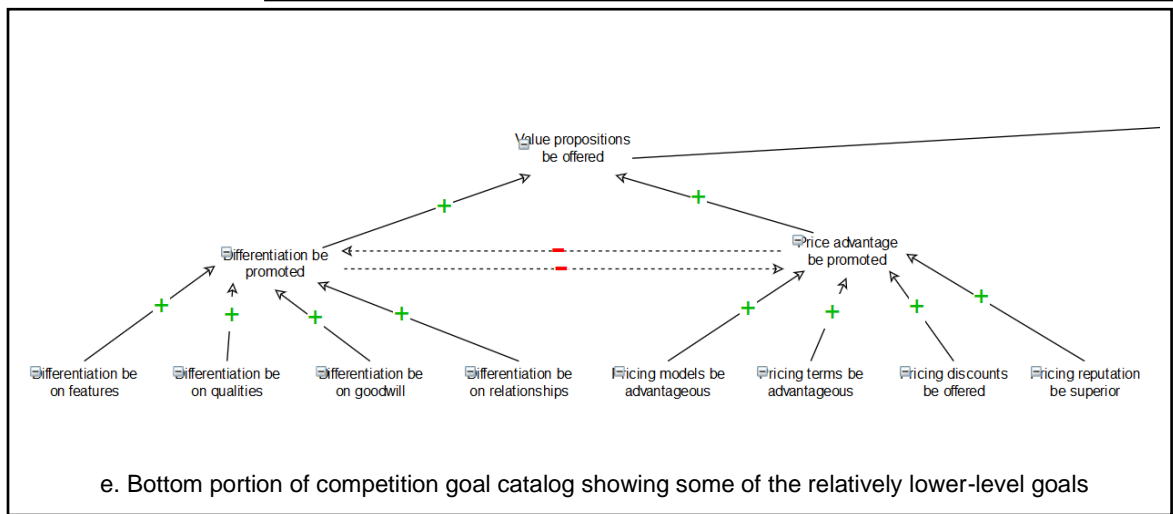 Value propositions
be offered
+
+
Differentiation be
promoted
-
-
Price advantage
be promoted
+
+
+
+
+
+
+
+
Differentiation be
on features
Differentiation be
on qualities
Differentiation be
on goodwill
Differentiation be
on relationships
Pricing models be
advantageous
Pricing terms be
advantageous
Pricing discounts
be offered
Pricing reputation
be superior
e. Bottom portion of competition goal catalog showing some of the relatively lower-level goals